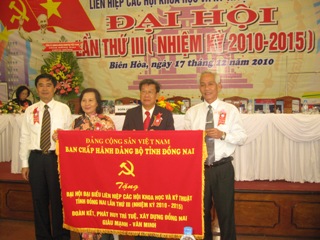 LIÊN HIỆP CÁC HỘI KHOA HỌC VÀ KỸ THUẬT
ĐẠI HỘI
LẦN THỨ III ( NHIỆM KỲ 2010-2015)
Biên Hòa, ngày 17 tháng 12 năm 2010
ĐẢNG CỘNG SẢN VIỆT NAM
BAN CHẤP HÀNH ĐẢNG BỘ TỈNH ĐỒNG NAI
Tặng
ĐẠI HỘI ĐẠI BIỂU LIÊN HIỆP CÁC HỘI KHOA HỌC VÀ KỸ THUẬT
TỈNH ĐỒNG NAI LẦN THỨ III (NHIỆM KỲ 2010 - 2015)
ĐOÀN KẾT, PHÁT HUY TRÍ TUỆ, XÂY DỰNG ĐỒNG NAI
GIÀU MẠNH - VĂN MINH